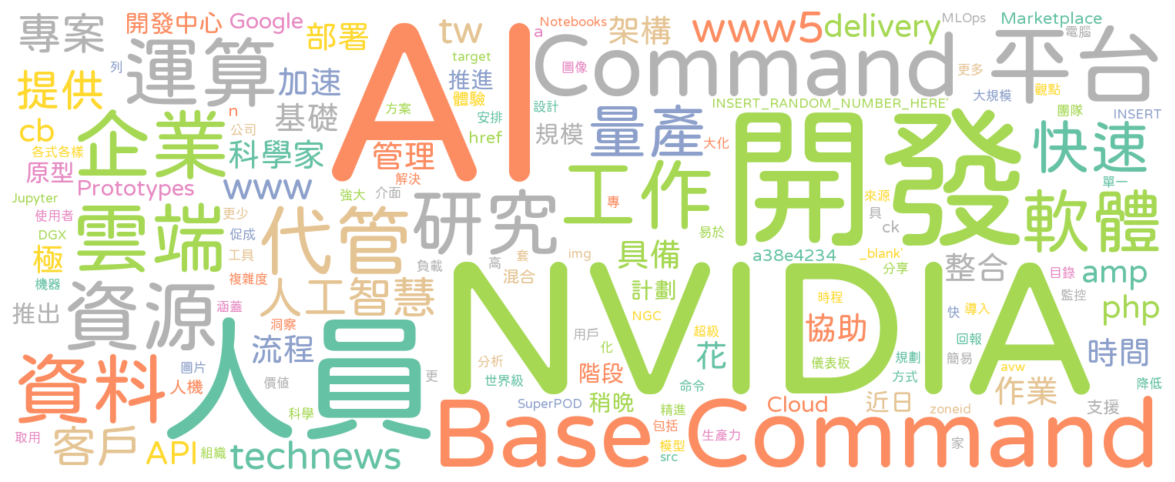 專案
開發中心
Google
部署
tw
target
Notebooks
a
架構
www5
delivery
MLOps
Marketplace
電腦
運算
AI
Command
平台
列
加速
推進
體驗
圖像
更多
大規模
觀點
提供
n
基礎
方案
安排
設計
INSERT_RANDOM_NUMBER_HERE'
團隊
INSERT
cb
企業
公司
科學家
管理
href
規模
量產
大化
開發
快速
各式各樣
原型
Prototypes
www
解決
介面
工作
專
來源
單一
Jupyter
使用者
DGX
雲端
更少
促成
強大
代管
研究
易於
具
ck
軟體
極
機器
工具
複雜度
負載
高
套
混合
img
具備
a38e4234
_blank'
分享
整合
目錄
amp
推出
資源
涵蓋
人工智慧
洞察
計劃
NGC
時程
監控
php
NVIDIA
超級
協助
快
導入
資料
人員
圖片
人機
流程
價值
更
分析
世界級
用戶
化
階段
命令
花
儀表板
規劃
方式
回報
簡易
avw
時間
降低
作業
取用
客戶
API
組織
科學
technews
SuperPOD
稍晚
Base Command
精進
包括
模型
src
生產力
Cloud
近日
zoneid
家
支援